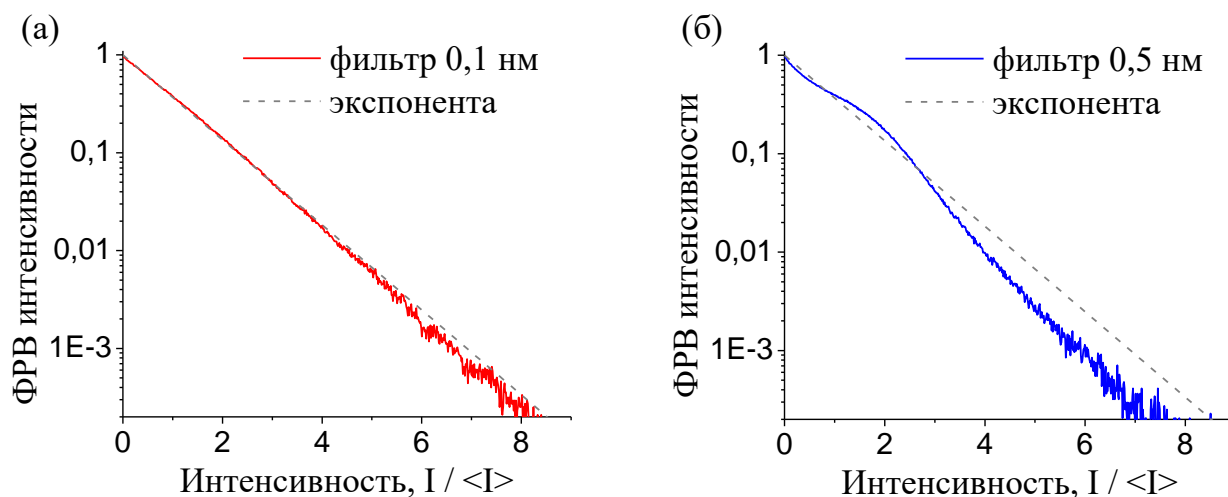 (а)
фильтр 0,1 нм
экспонента
ФРВ интенсивности
1
0,1
0,01
1E-3
0 2 4 6 8
Интенсивность, I / <I>
(б)
фильтр 0,5 нм
экспонента
ФРВ интенсивности
1
0,1
0,01
1E-3
0 2 4 6 8
Интенсивность, I / <I>